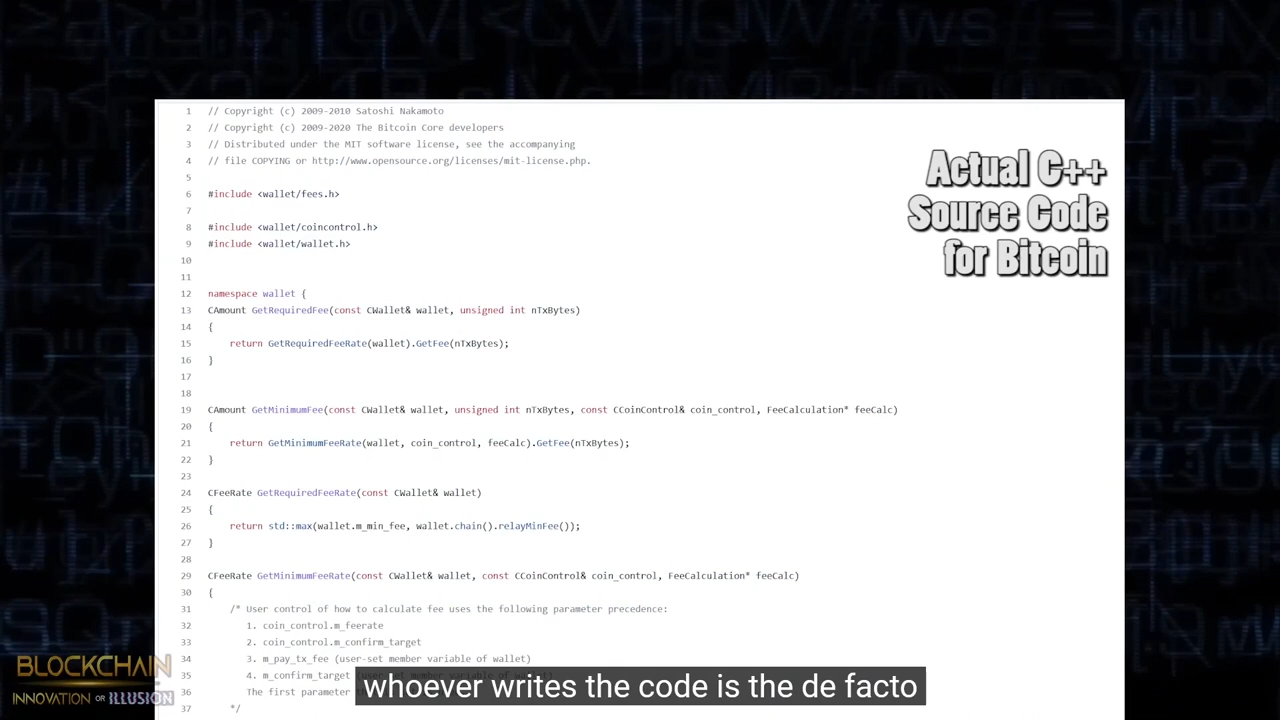 1 // Copyright (c) 2009-2010 Satoshi Nakamoto
2 // Copyright (c) 2009-2020 The Bitcoin Core developers
3 // Distributed under the MIT software license, see the accompanying
4 // file COPYING or http://www.opensource.org/licenses/mit-license.php.
5
6 #include <wallet/fees.h>
7
8 #include <wallet/coincontrol.h>
9 #include <wallet/wallet.h>
10
11
12 namespace wallet {
13 CAmount GetRequiredFee(const CWallet& wallet, unsigned int nTxBytes)
14 {
15 return GetRequiredFeeRate(wallet).GetFee(nTxBytes);
16 }
17
18
19 CAmount GetMinimumFee(const CWallet& wallet, unsigned int nTxBytes, const CCoinControl& coin_control, FeeCalculation* feeCalc)
20 {
21 return GetMinimumFeeRate(wallet, coin_control, feeCalc).GetFee(nTxBytes);
22 }
23
24 CFeeRate GetRequiredFeeRate(const CWallet& wallet)
25 {
26 return std::max(wallet.m_min_fee, wallet.chain().relayMinFee());
27 }
28
29 CFeeRate GetMinimumFeeRate(const CWallet& wallet, const CCoinControl& coin_control, FeeCalculation* feeCalc)
30 {
31 /* User control of how to calculate fee uses the following parameter precedence:
32 1. coin_control.m_feerate
33 2. coin_control.m_confirm_target
34 3. m_pay_tx_fee (user-set member variable of wallet)
35 4. m_confirm_target
36 The first parameter
37 */
Actual C++
Source Code
for Bitcoin
BLOCKCHAIN
INNOVATION OR ILLUSION
whoever writes the code is the de facto